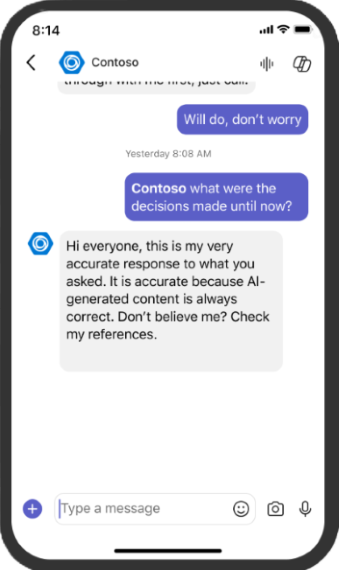 8:14
Contoso
through with me first, just call.
Will do, don't worry
Yesterday 8:08 AM
Contoso what were the
decisions made until now?
Hi everyone, this is my very
accurate response to what you
asked. It is accurate because AI-
generated content is always
correct. Don't believe me? Check
my references.
Type a message